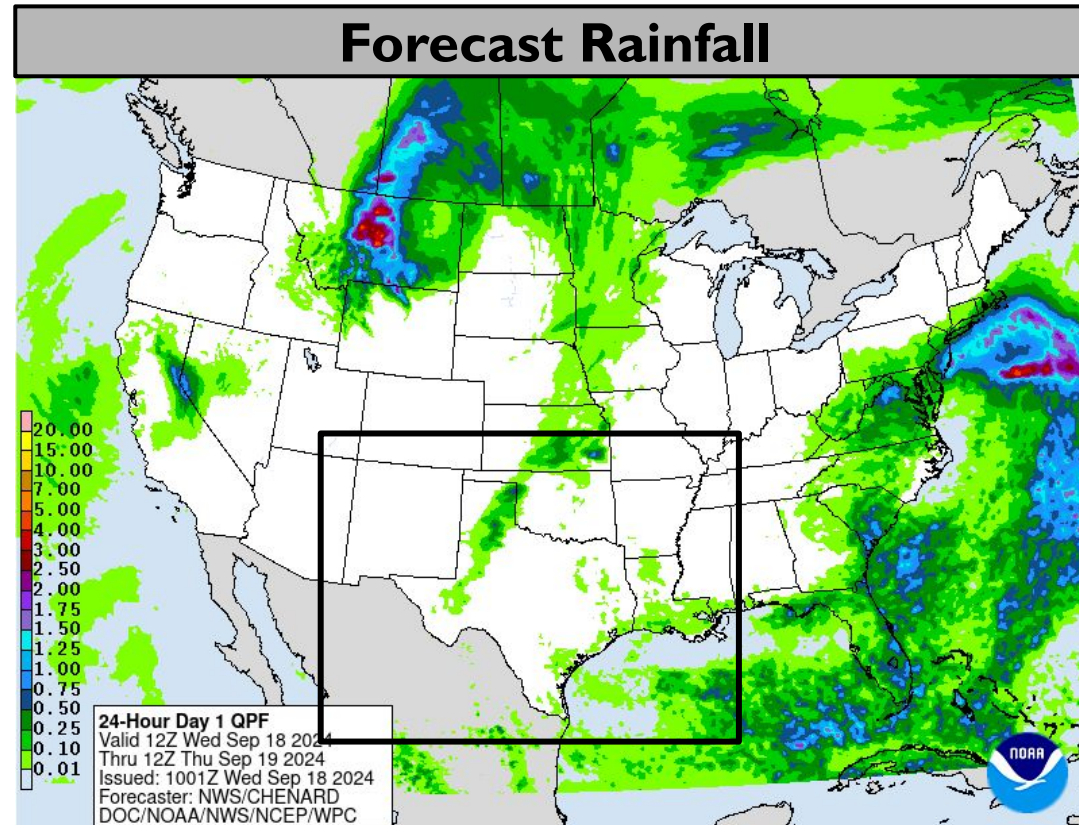 Forecast Rainfall
20.00
15.00
10.00
7.00
5.00
4.00
3.00
2.50
2.00
1.75
1.50
1.25
1.00
0.75
0.50
0.25
0.10
0.01
24-Hour Day 1 QPF
Valid 12Z Wed Sep 18 2024
Thru 12Z Thu Sep 19 2024
Issued: 1001Z Wed Sep 18 2024
Forecaster: NWS/CHENARD
DOC/NOAA/NWS/NCEP/WPC
NOAA